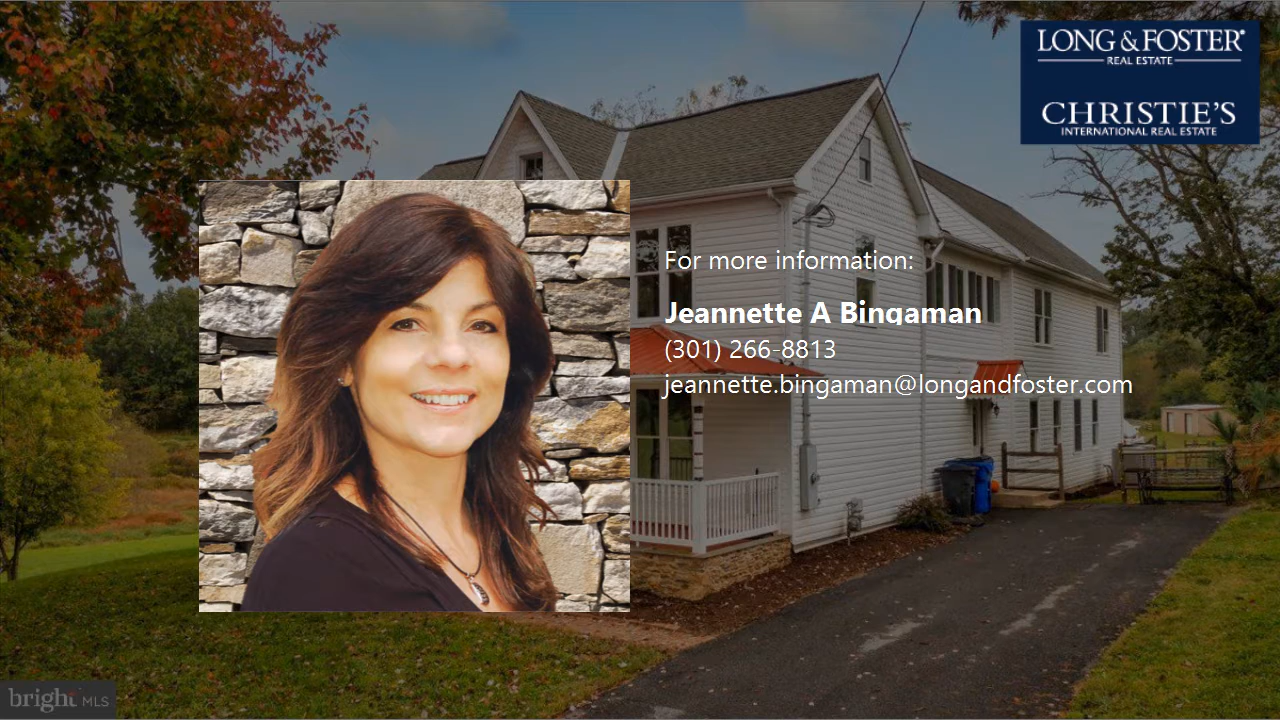 LONG & FOSTER®
REAL ESTATE
CHRISTIE'S
INTERNATIONAL REAL ESTATE
For more information:
Jeannette A Bingaman
(301) 266-8813
jeannette.bingaman@longandfoster.com
bright MLS